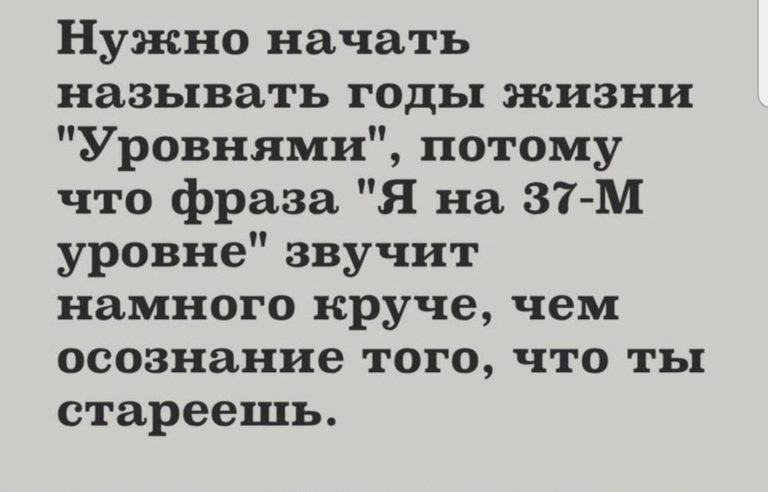 Нужно начать
называть годы жизни
"Уровнями", потому
что фраза "Я на 37-М
уровне" звучит
намного круче, чем
осознание того, что ты
стареешь.